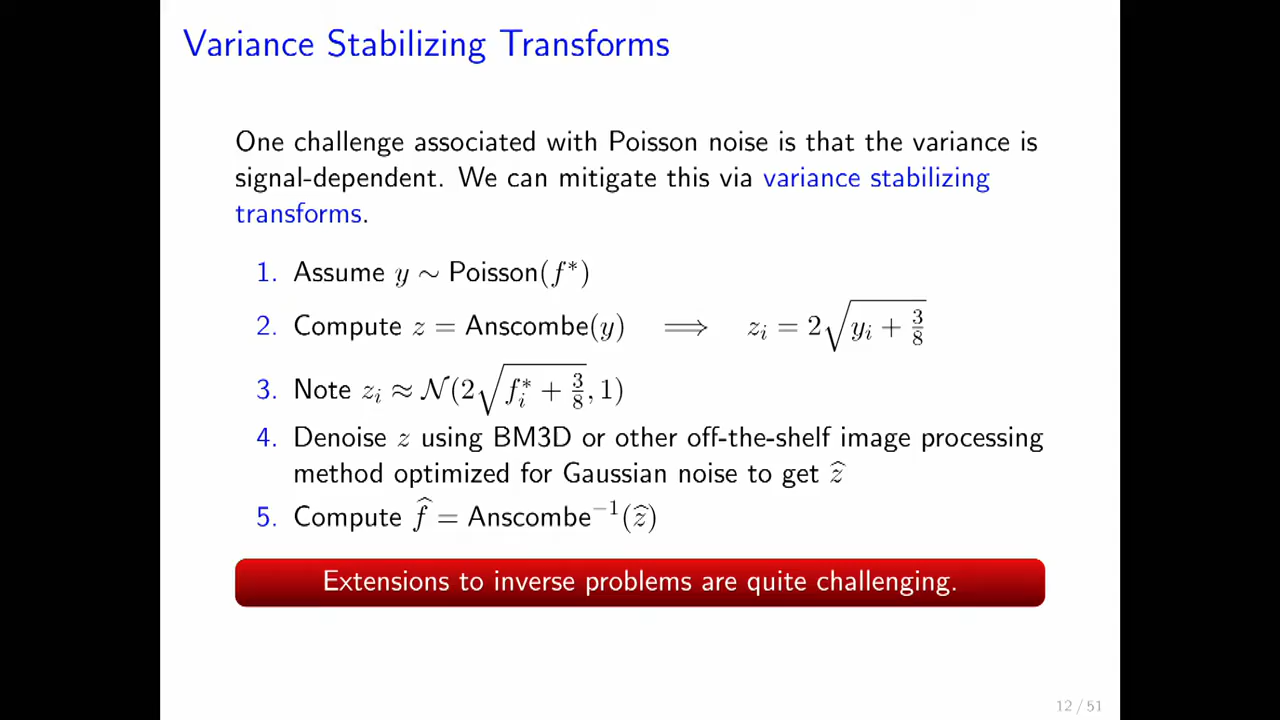 Variance Stabilizing Transforms
One challenge associated with Poisson noise is that the variance is
signal-dependent. We can mitigate this via variance stabilizing
transforms.
1. Assume y ∼ Poisson(f*)
2. Compute z = Anscombe(y) ⟹ z_i = 2√(y_i + 3/8)
3. Note z_i ≈ 𝒩(2√(f_i* + 3/8), 1)
4. Denoise z using BM3D or other off-the-shelf image processing
method optimized for Gaussian noise to get ẑ
5. Compute f̂ = Anscombe⁻¹(ẑ)
Extensions to inverse problems are quite challenging.
12 / 51